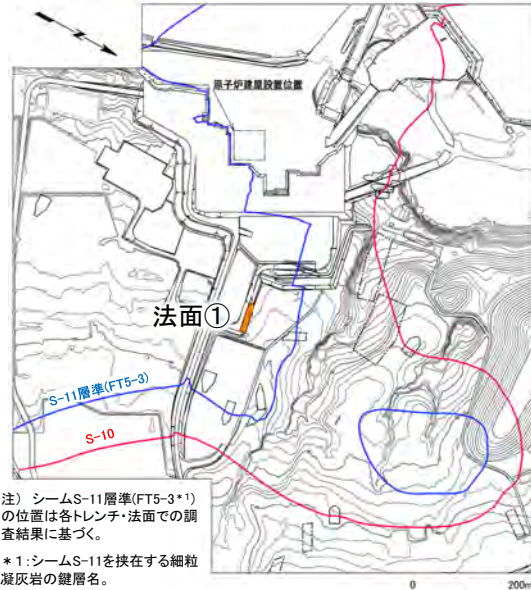 N
原子炉建屋設置位置
法面①
S-11層準(FT5-3)
S-10
注) シームS-11層準(FT5-3*1)
の位置は各トレンチ・法面での調
査結果に基づく。
*1:シームS-11を挟在する細粒
凝灰岩の鍵層名。
0 200m